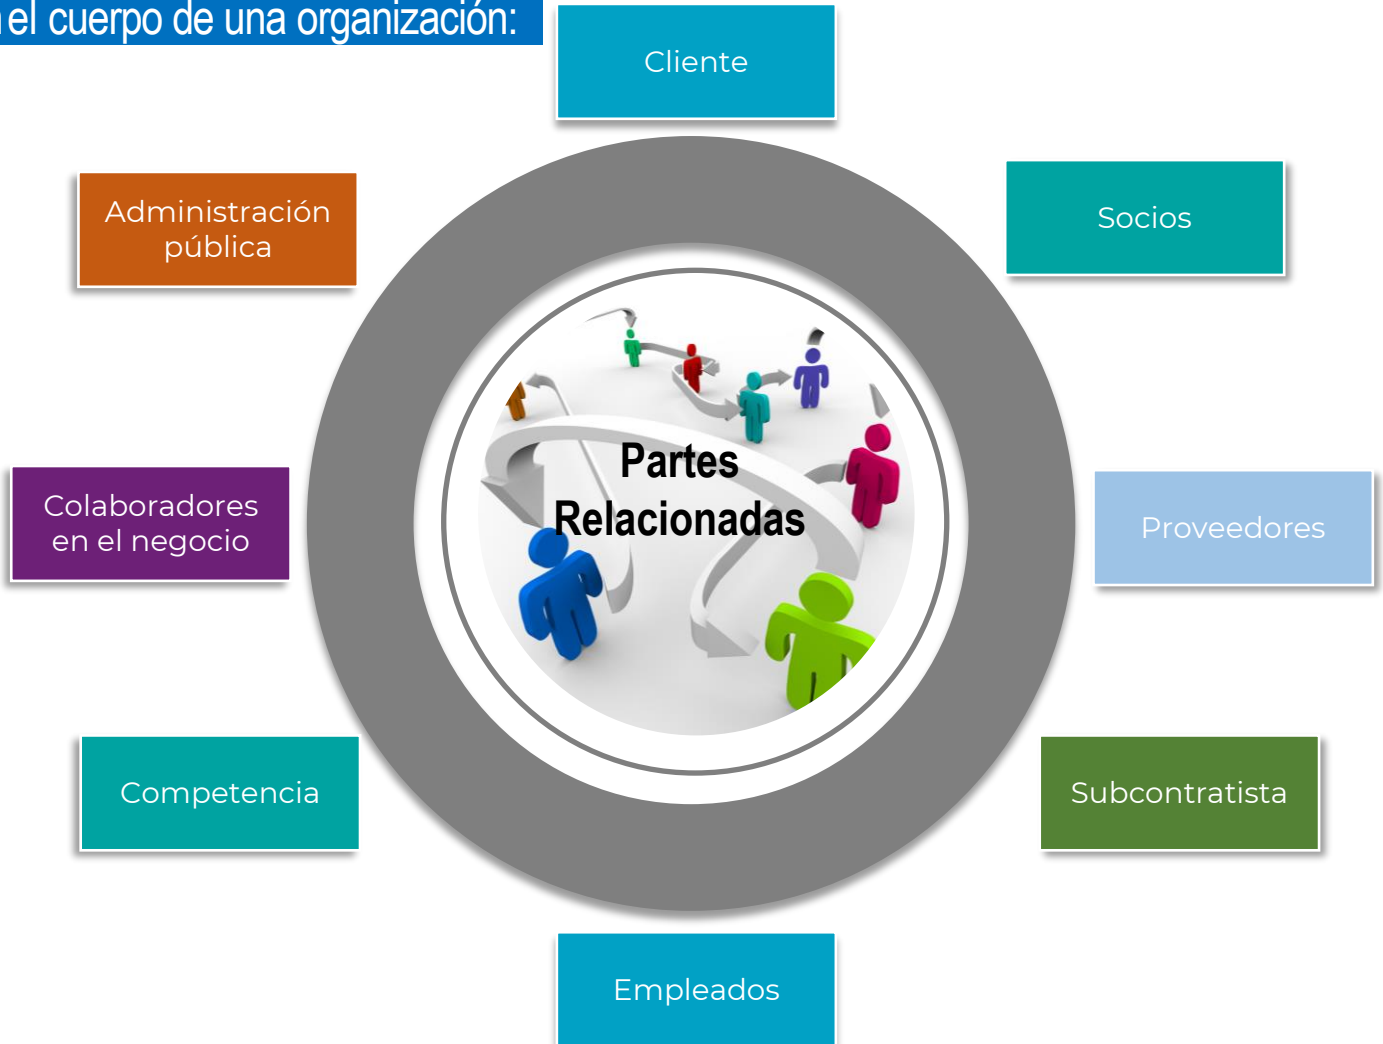 el cuerpo de una organización:
Cliente
Administración
pública
Socios
Partes
Relacionadas
Colaboradores
en el negocio
Proveedores
Competencia
Subcontratista
Empleados